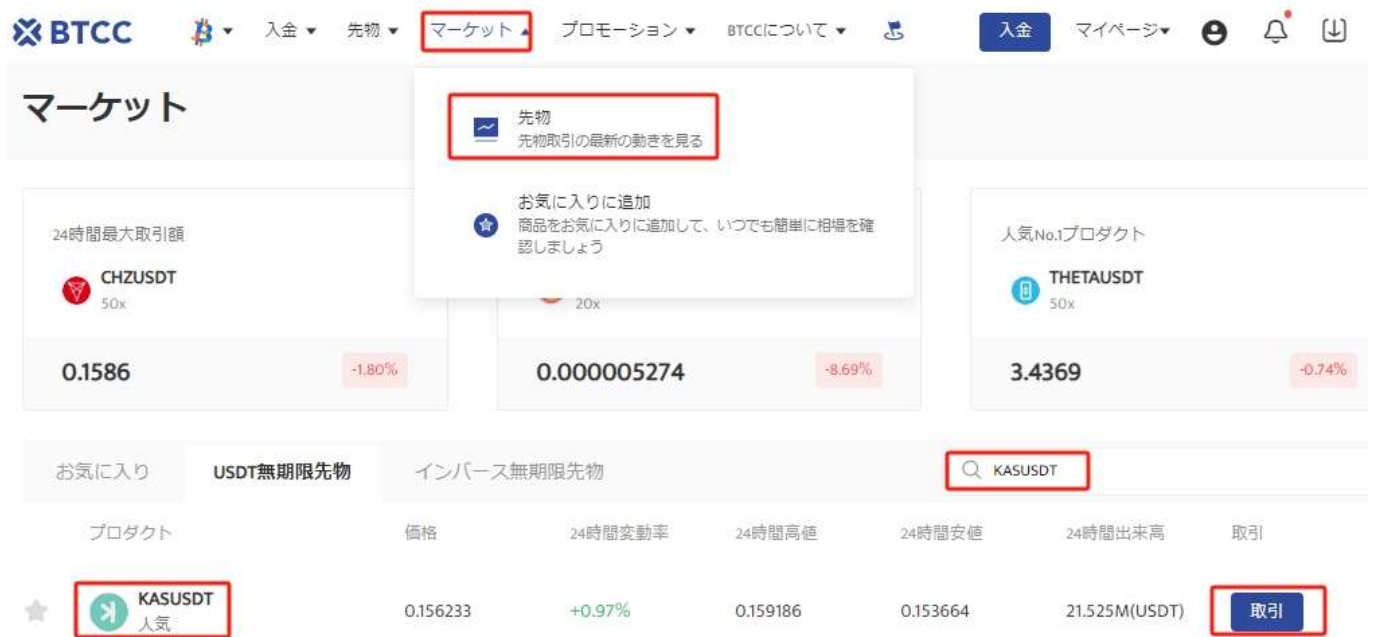 BTCC
入金
先物
マーケット
プロモーション
BTCCについて
入金
マイページ
マーケット
先物
先物取引の最新の動きを見る
お気に入りに追加
商品をお気に入りに追加して、いつでも簡単に相場を確
認しましょう
24時間最大取引額
CHZUSDT
50x
20x
人気No.1プロダクト
THETAUSDT
50x
0.1586
-1.80%
0.000005274
-8.69%
3.4369
-0.74%
お気に入り
USDT無期限先物
インバース無期限先物
KASUSDT
プロダクト
価格
24時間変動率
24時間高値
24時間安値
24時間出来高
取引
KASUSDT
人気
0.156233
+0.97%
0.159186
0.153664
21.525M(USDT)
取引